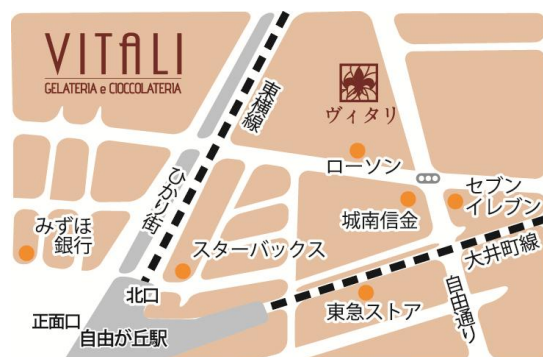 VITALI
GELATERIA e CIOCCOLATERIA
東横線
ヴィタリ
ローソン
ひかり街
セブン
イレブン
城南信金
みずほ
銀行
スターバックス
大井町線
北口
東急ストア
自由通り
正面口
自由が丘駅